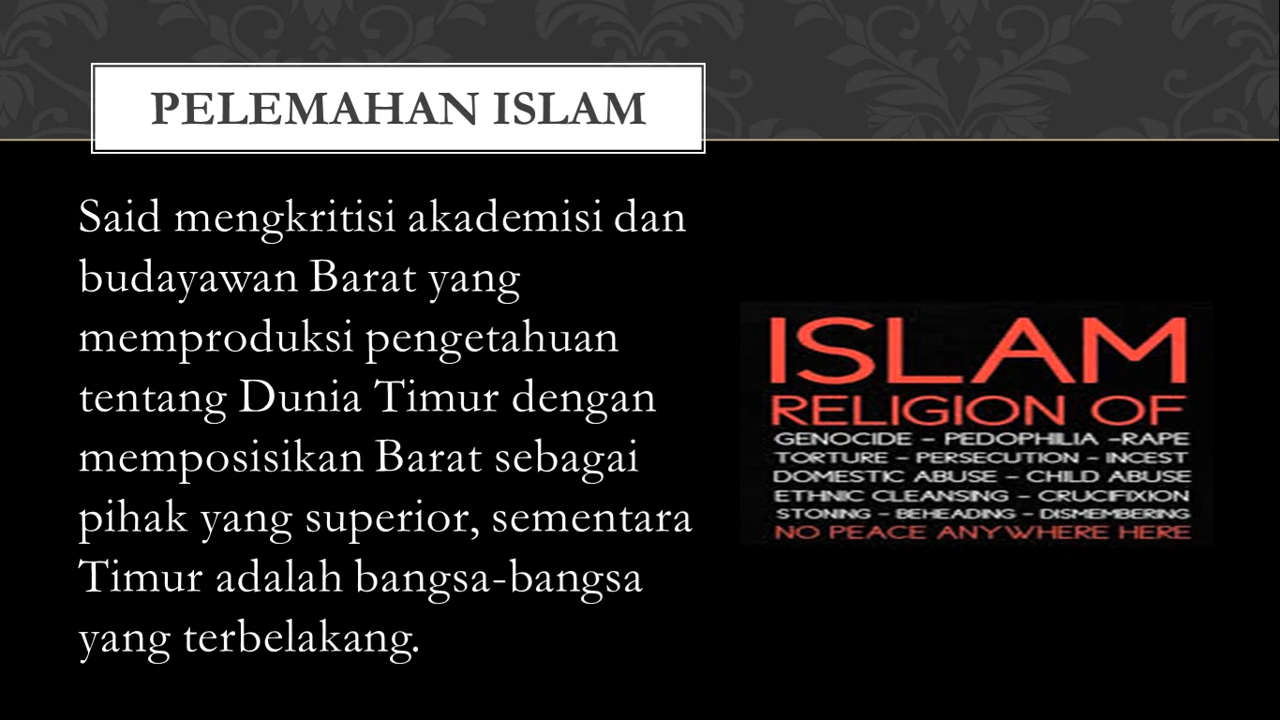 PELEMAHAN ISLAM
Said mengkritisi akademisi dan
budayawan Barat yang
memproduksi pengetahuan
tentang Dunia Timur dengan
memposisikan Barat sebagai
pihak yang superior, sementara
Timur adalah bangsa-bangsa
yang terbelakang.
ISLAM
RELIGION OF
GENOCIDE - PEDOPHILIA -RAPE
TORTURE - PERSECUTION - INCEST
DOMESTIC ABUSE - CHILD ABUSE
ETHNIC CLEANSING - CRUCIFIXION
STONING - BEHEADING - DISMEMBERING
NO PEACE ANYWHERE HERE